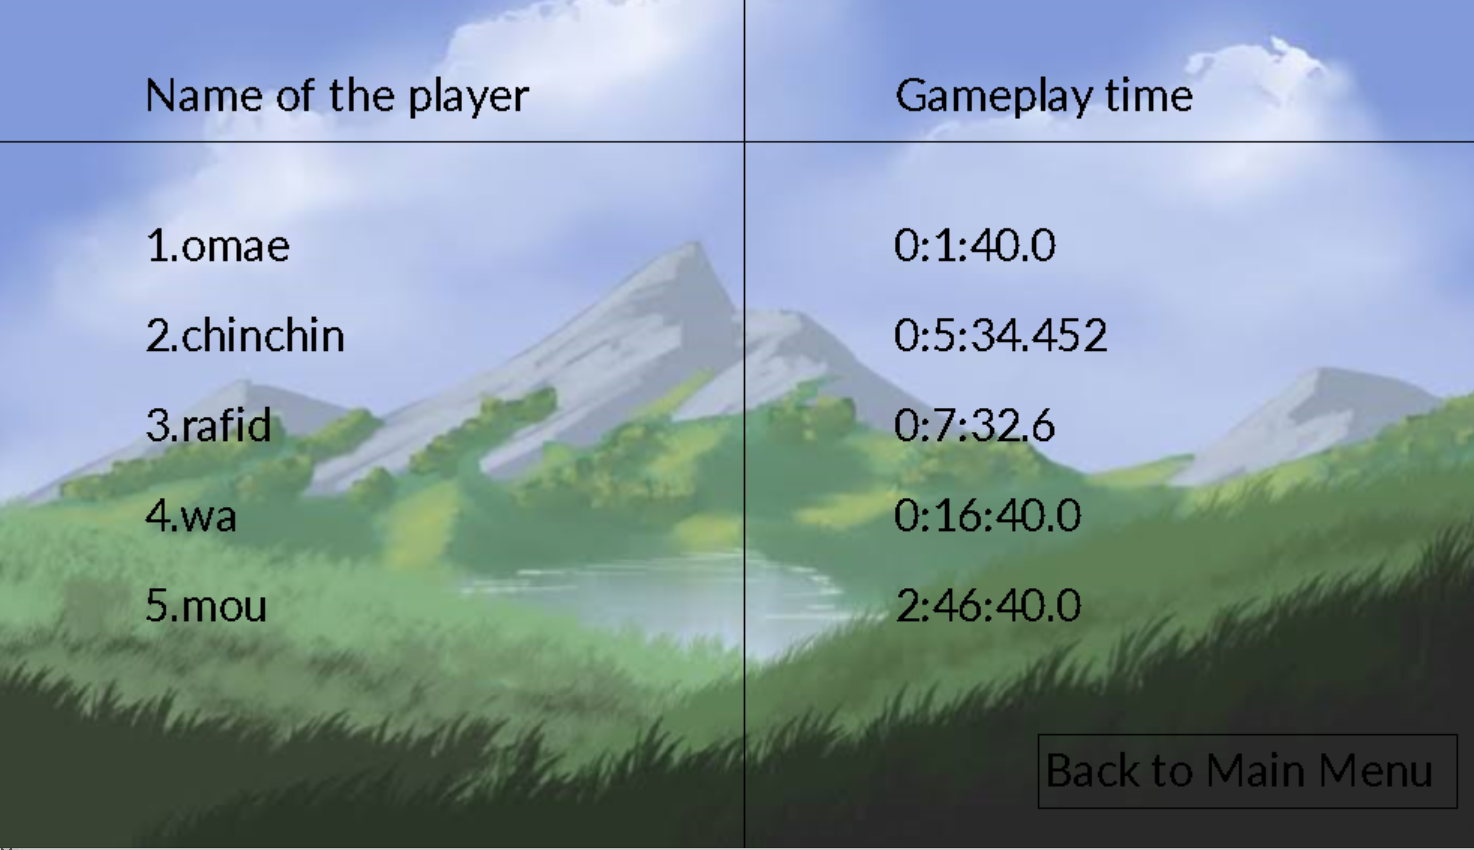 Name of the player Gameplay time
1.omae 0:1:40.0
2.chinchin 0:5:34.452
3.rafid 0:7:32.6
4.wa 0:16:40.0
5.mou 2:46:40.0
Back to Main Menu